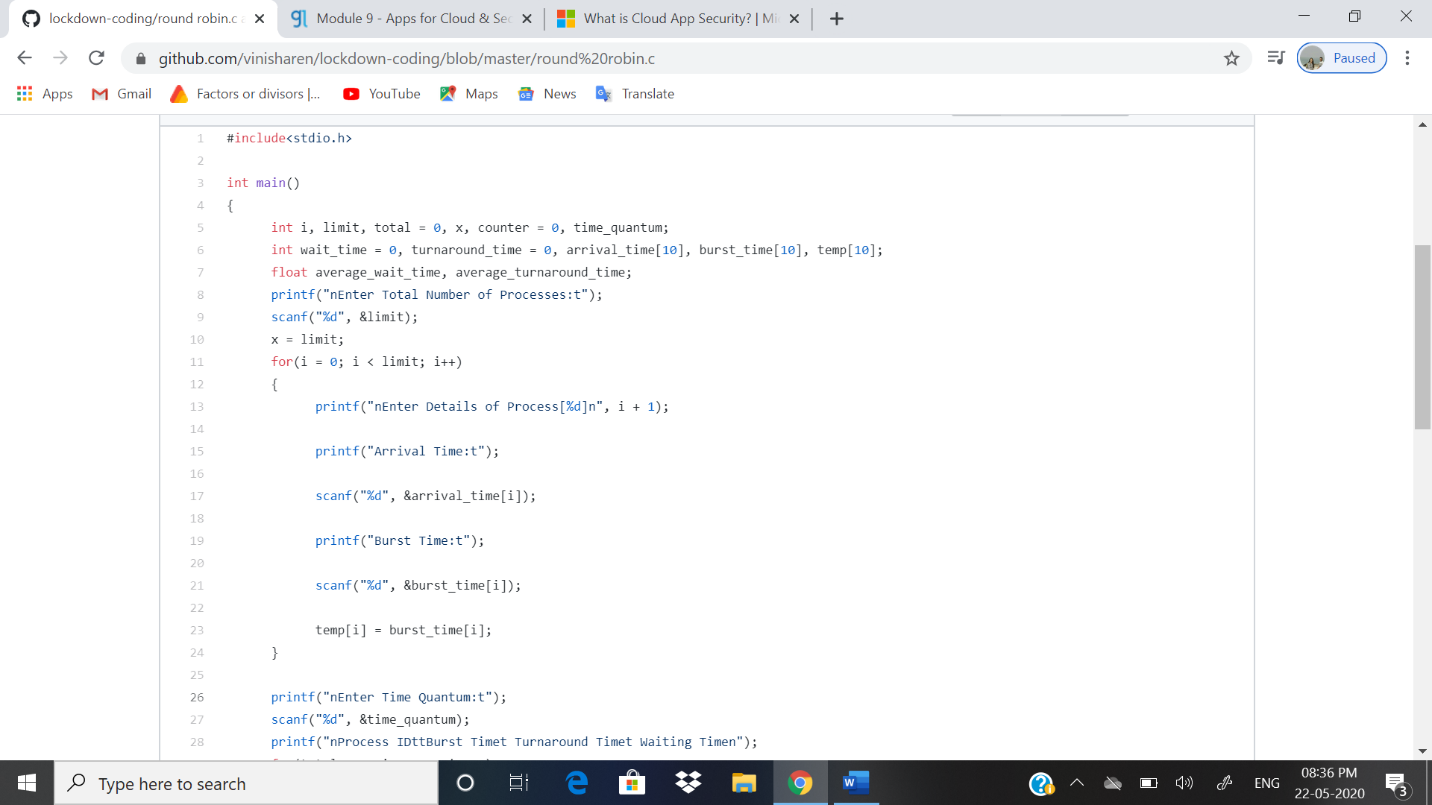 lockdown-coding/round robin.c a
Module 9 - Apps for Cloud & Sec
What is Cloud App Security? | Mi
github.com/vinisharen/lockdown-coding/blob/master/round%20robin.c
Paused
Apps
Gmail
Factors or divisors |...
YouTube
Maps
News
Translate
1 #include<stdio.h>
2
3 int main()
4 {
5 int i, limit, total = 0, x, counter = 0, time_quantum;
6 int wait_time = 0, turnaround_time = 0, arrival_time[10], burst_time[10], temp[10];
7 float average_wait_time, average_turnaround_time;
8 printf("nEnter Total Number of Processes:t");
9 scanf("%d", &limit);
10 x = limit;
11 for(i = 0; i < limit; i++)
12 {
13 printf("nEnter Details of Process[%d]n", i + 1);
14
15 printf("Arrival Time:t");
16
17 scanf("%d", &arrival_time[i]);
18
19 printf("Burst Time:t");
20
21 scanf("%d", &burst_time[i]);
22
23 temp[i] = burst_time[i];
24 }
25
26 printf("nEnter Time Quantum:t");
27 scanf("%d", &time_quantum);
28 printf("nProcess IDttBurst Timet Turnaround Timet Waiting Timen");
Type here to search
ENG
08:36 PM
22-05-2020
3